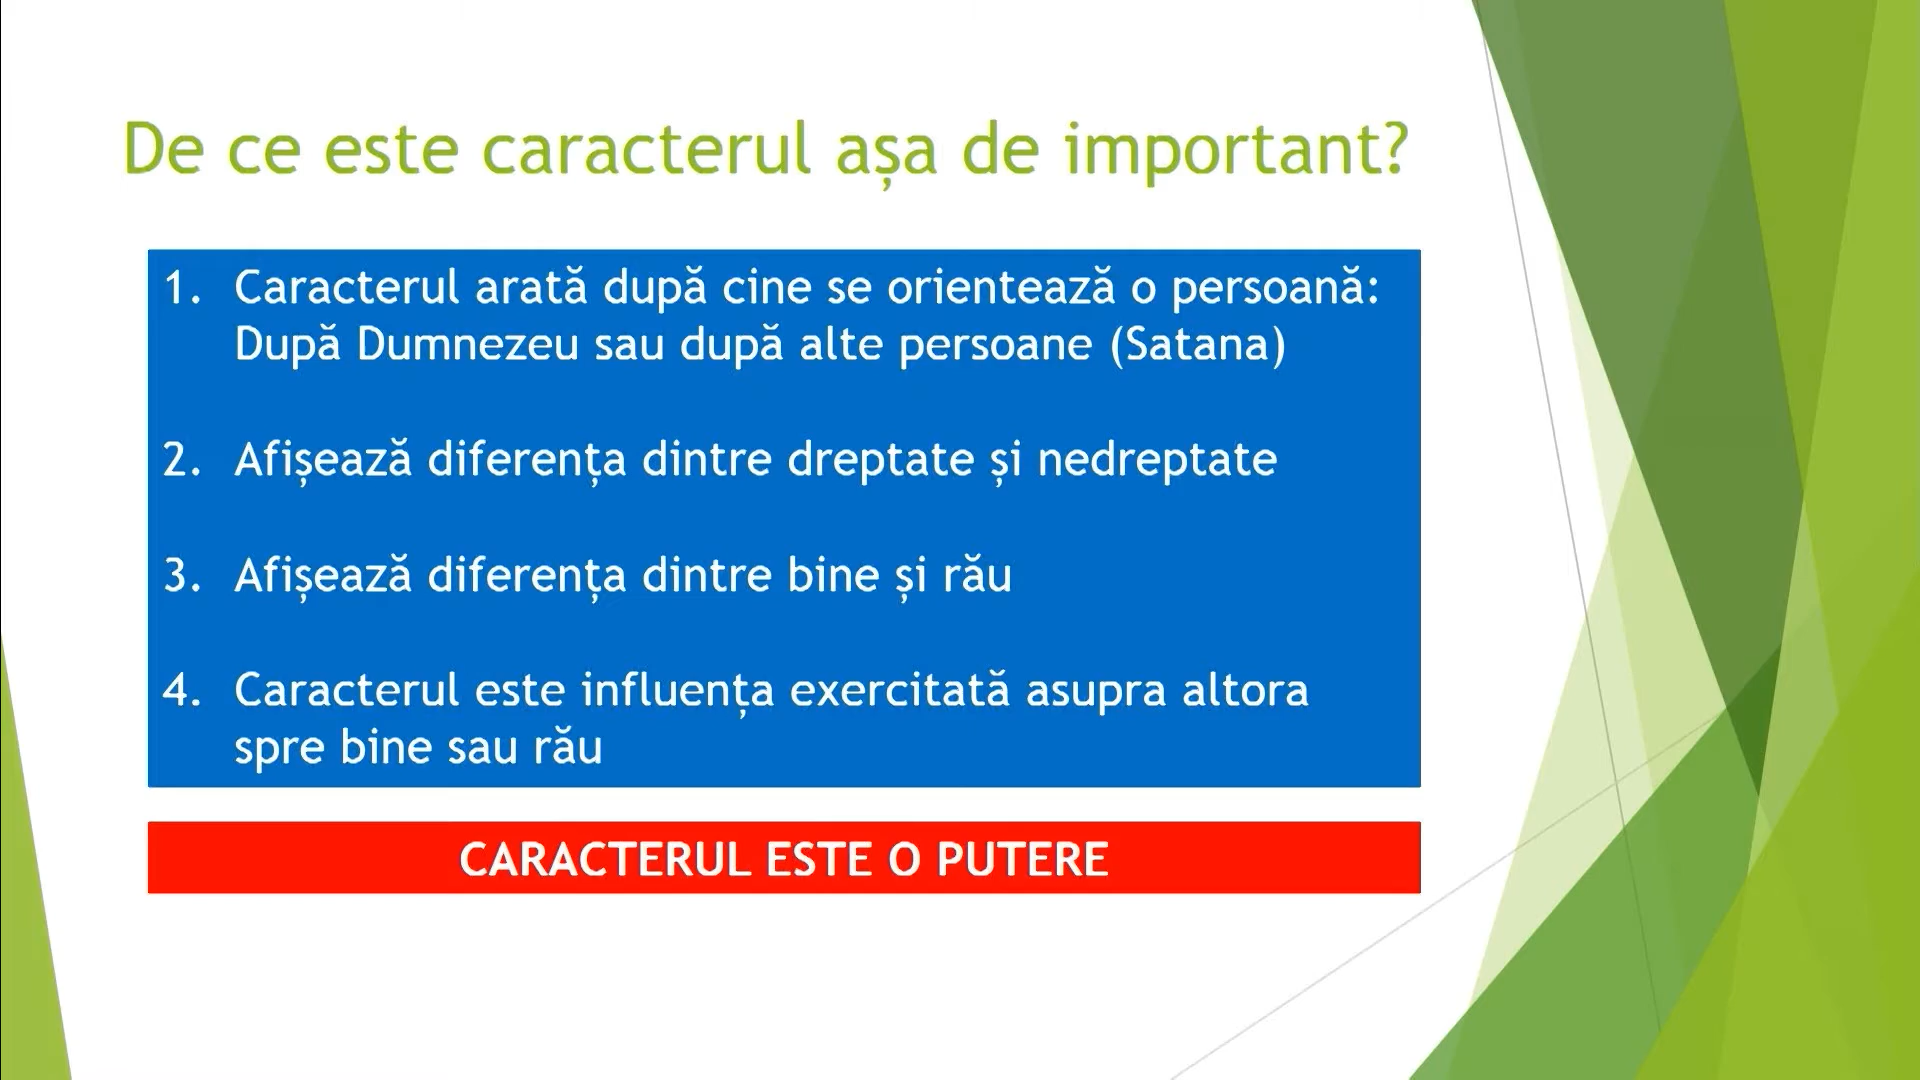 De ce este caracterul așa de important?
1. Caracterul arată după cine se orientează o persoană:
După Dumnezeu sau după alte persoane (Satana)
2. Afișează diferența dintre dreptate și nedreptate
3. Afișează diferența dintre bine și rău
4. Caracterul este influența exercitată asupra altora
spre bine sau rău
CARACTERUL ESTE O PUTERE